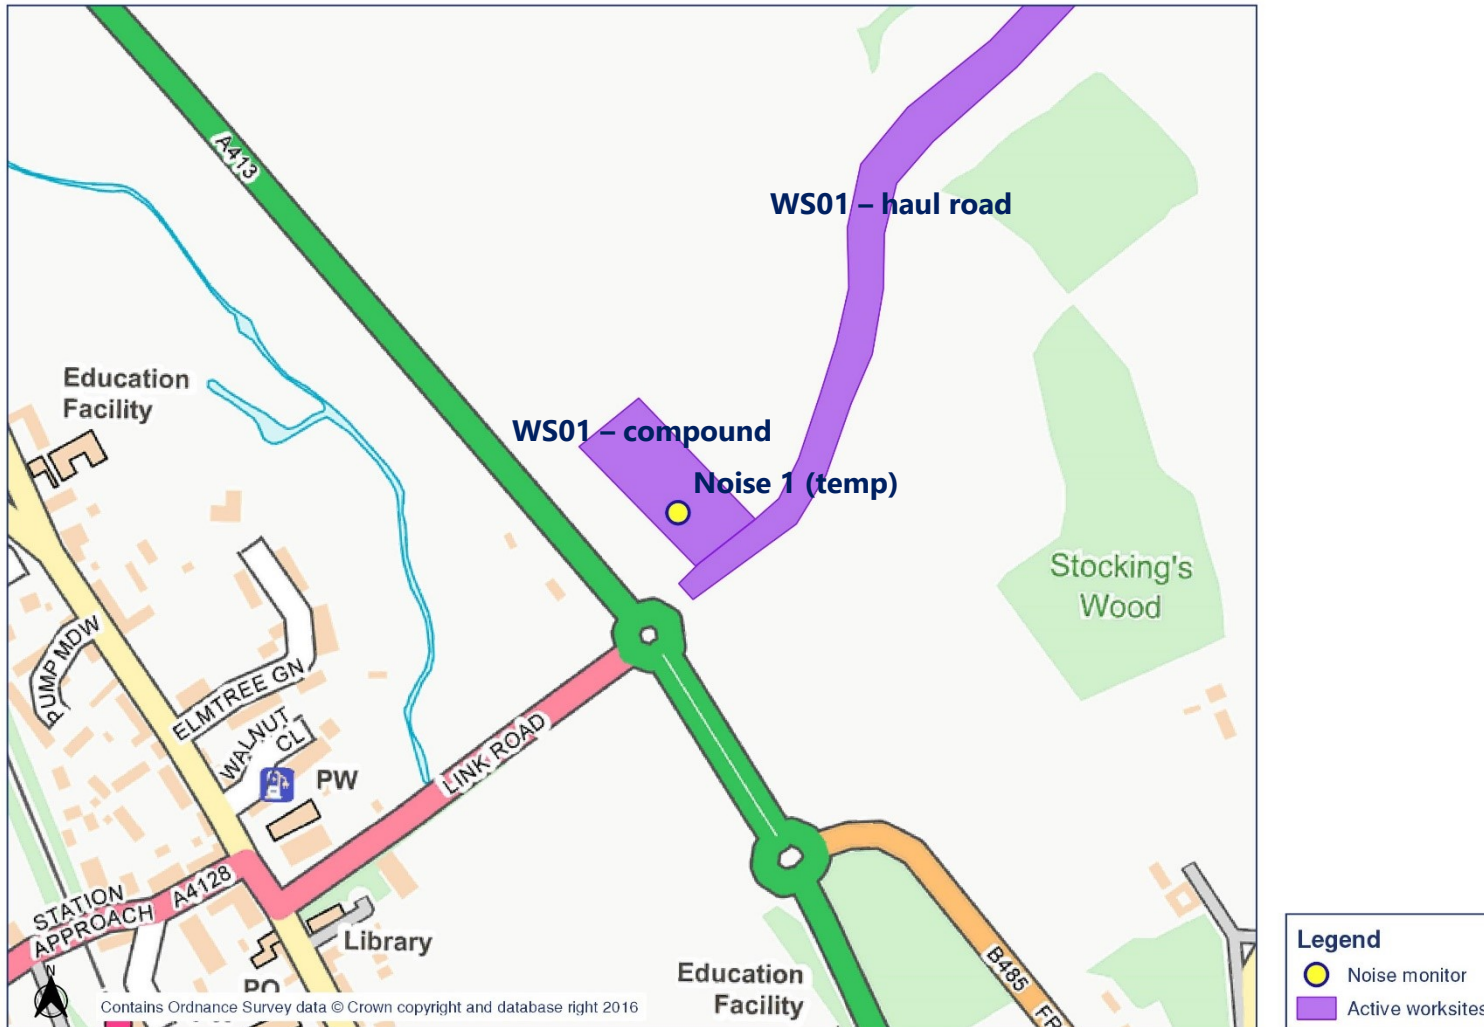 A413
WS01 – haul road
Education
Facility
WS01 – compound
Noise 1 (temp)
Stocking's
Wood
PUMP MDW
ELMTREE GN
WALNUT
CL
PW
LINK ROAD
STATION
APPROACH
A4128
Library
PO
Education
Facility
B485
FR
N
Contains Ordnance Survey data © Crown copyright and database right 2016
Legend
Noise monitor
Active worksites